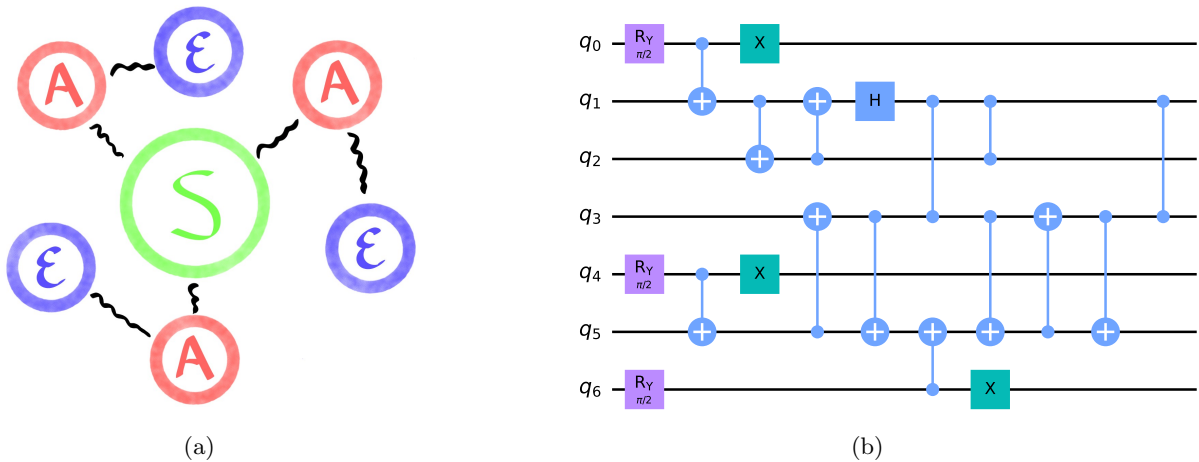 A
ℰ
A
S
ℰ
ℰ
A
(a)
q0 RY π/2 X
q1 H
q2
q3
q4 RY π/2 X
q5
q6 RY π/2 X
(b)